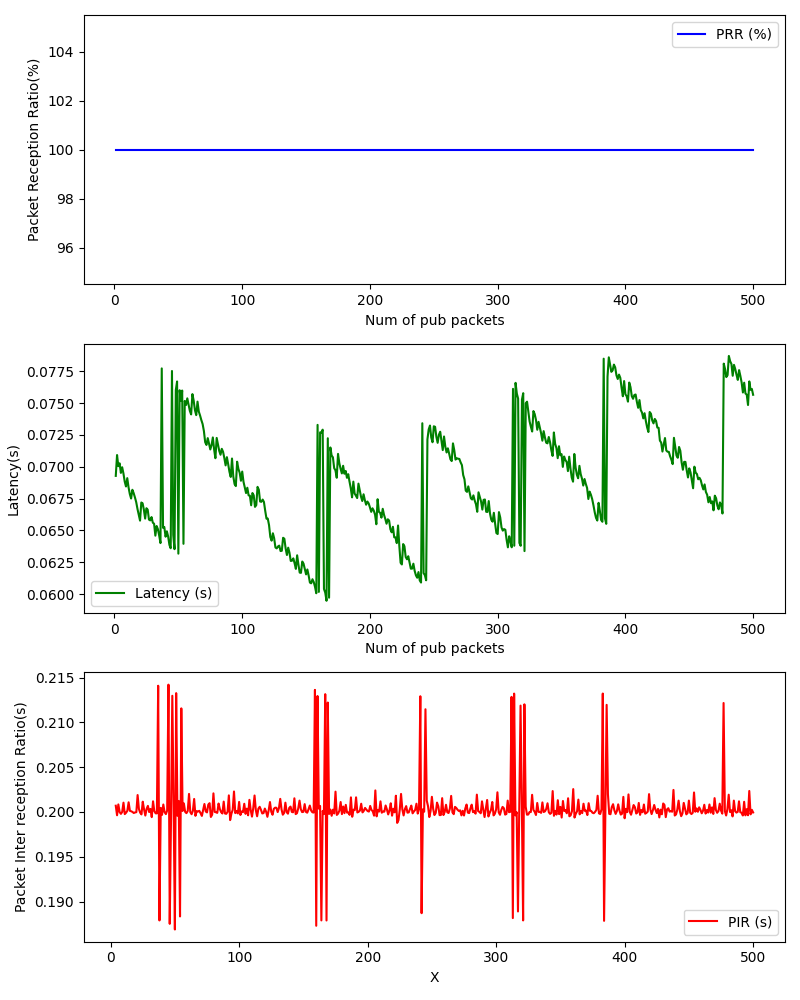 PRR (%)
104
102
100
98
96
Packet Reception Ratio(%)
0 100 200 300 400 500
Num of pub packets
0.0775
0.0750
0.0725
0.0700
0.0675
0.0650
0.0625
0.0600
Latency(s)
Latency (s)
0 100 200 300 400 500
Num of pub packets
0.215
0.210
0.205
0.200
0.195
0.190
Packet Inter reception Ratio(s)
PIR (s)
0 100 200 300 400 500
X